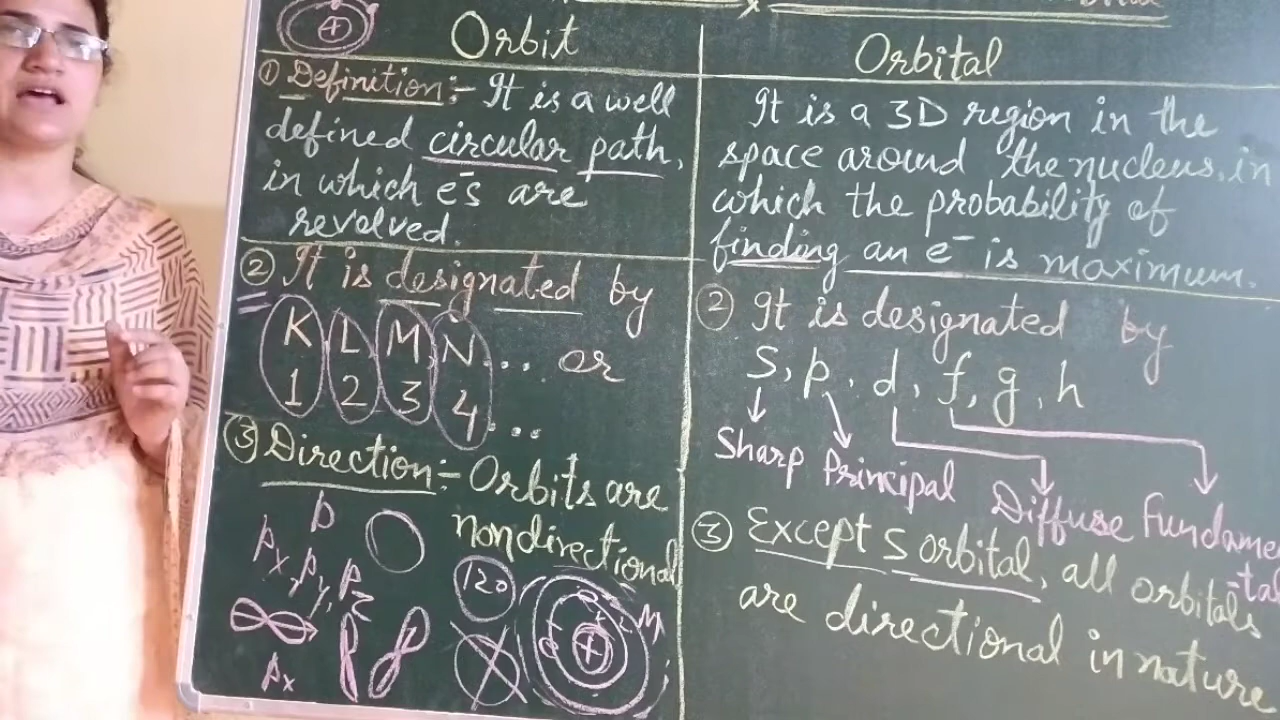 4
Orbit
① Definition:- It is a well
defined circular path,
in which e⁻s are
revolved.
② It is designated by
K L M N ... or
1 2 3 4 ...
③ Direction:- Orbits are
nondirectional
p
px, py, pz
px
120
M
Orbital
It is a 3D region in the
space around the nucleus, in
which the probability of
finding an e⁻ is maximum.
② It is designated by
s, p, d, f, g, h
Sharp Principal Diffuse Fundamen
-tal
③ Except s orbital, all orbitals
are directional in nature